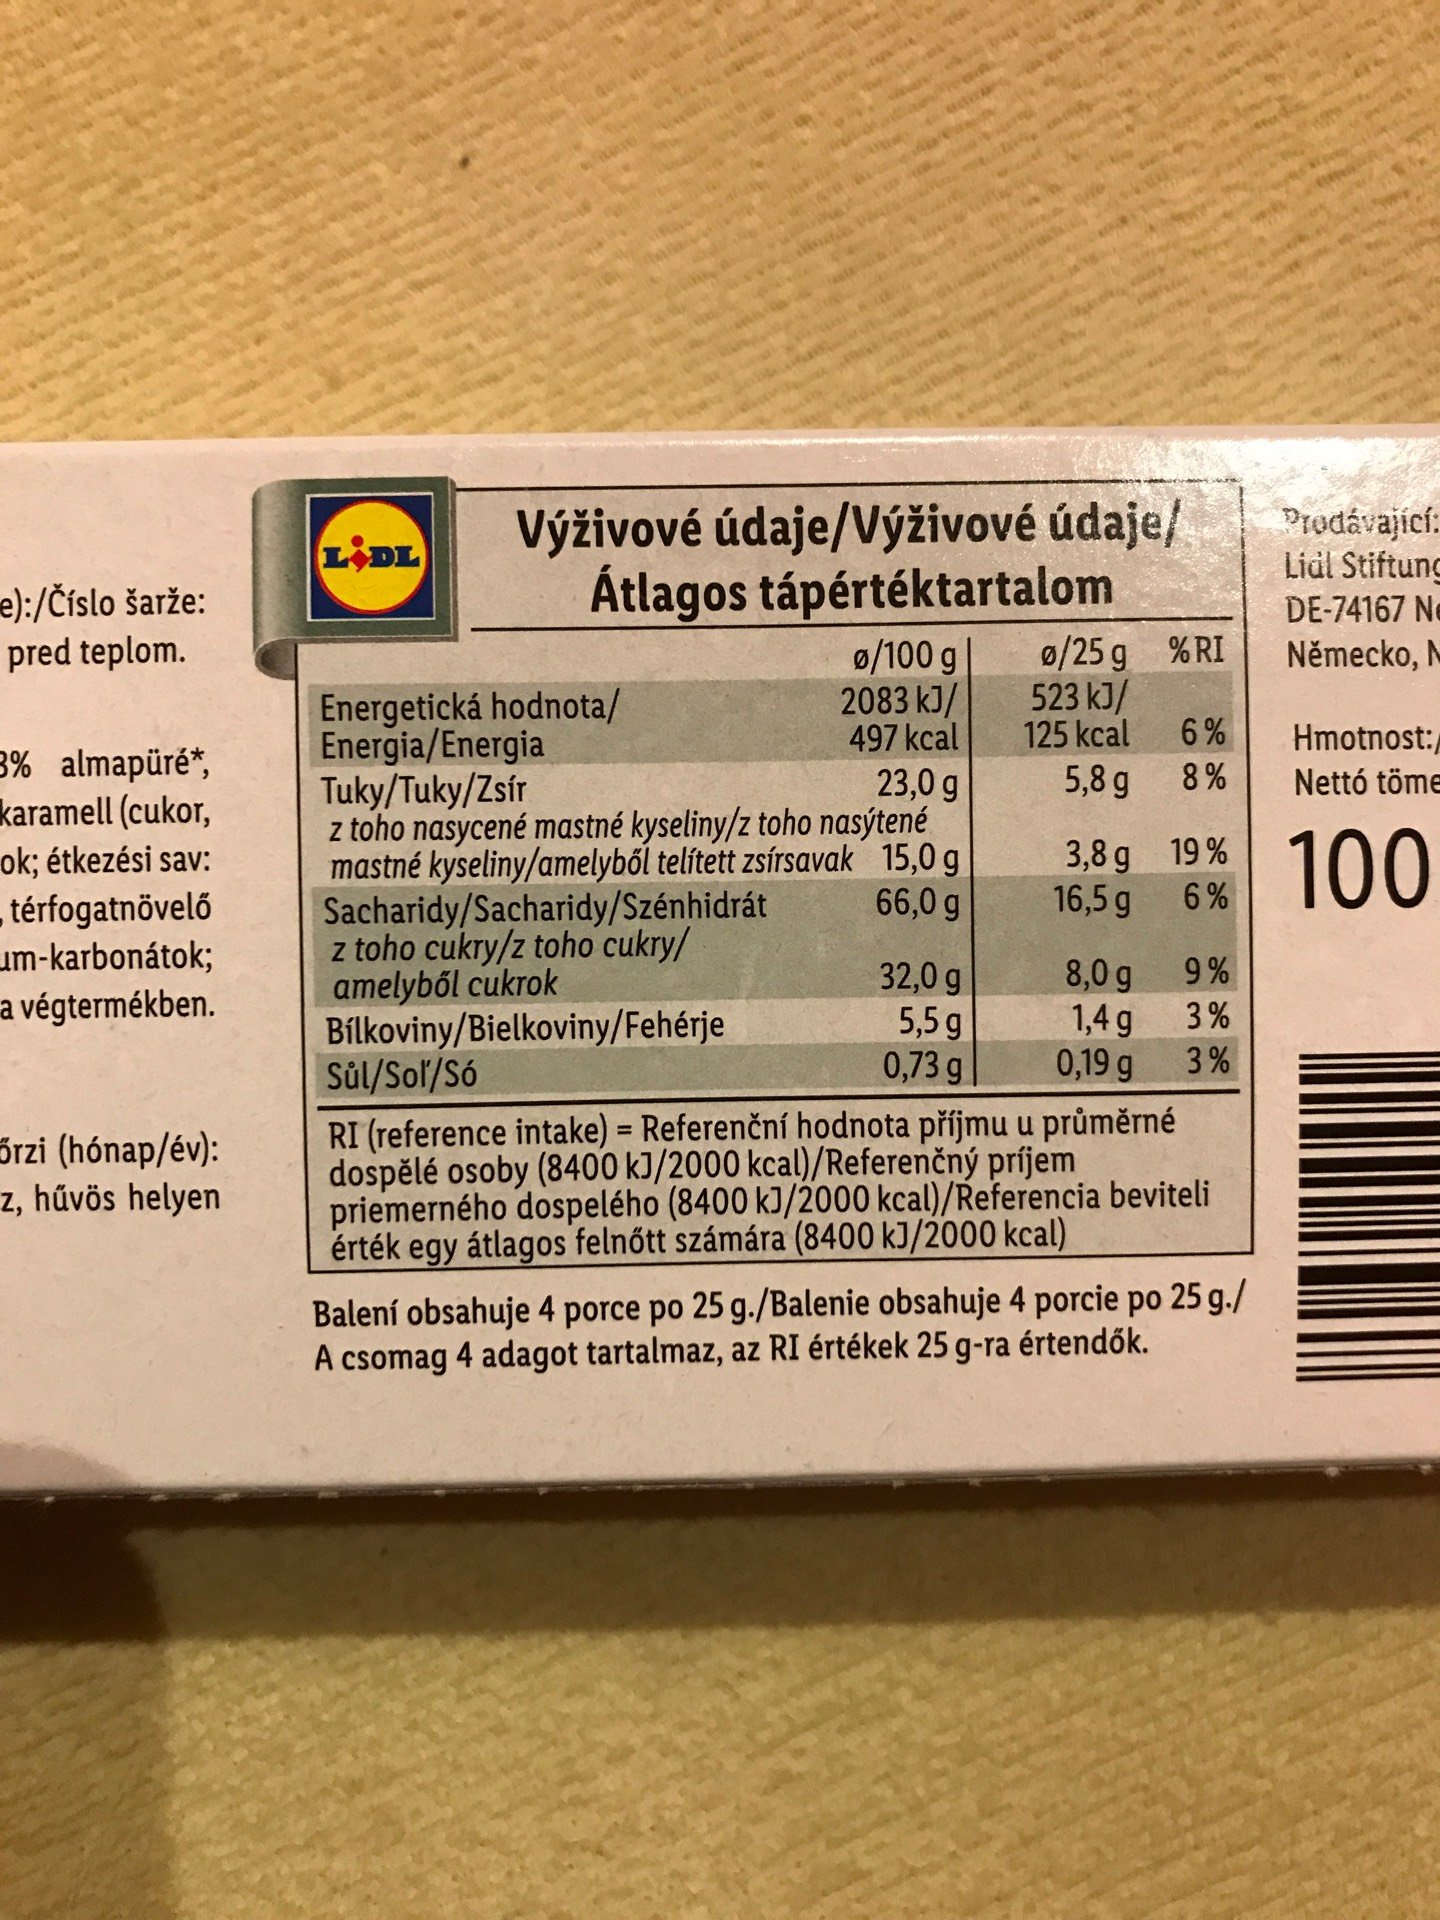 e):/Číslo šarže:
pred teplom.
3% almapüré*,
karamell (cukor,
ok; étkezési sav:
, térfogatnövelő
um-karbonátok;
a végtermékben.
őrzi (hónap/év):
z, hűvös helyen
LIDL
Výživové údaje/Výživové údaje/
Átlagos tápértéktartalom
ø/100 g ø/25 g %RI
Energetická hodnota/ 2083 kJ/ 523 kJ/
Energia/Energia 497 kcal 125 kcal 6%
Tuky/Tuky/Zsír 23,0 g 5,8 g 8%
z toho nasycené mastné kyseliny/z toho nasýtené
mastné kyseliny/amelyből telített zsírsavak 15,0 g 3,8 g 19%
Sacharidy/Sacharidy/Szénhidrát 66,0 g 16,5 g 6%
z toho cukry/z toho cukry/
amelyből cukrok 32,0 g 8,0 g 9%
Bílkoviny/Bielkoviny/Fehérje 5,5 g 1,4 g 3%
Sůl/Soľ/Só 0,73 g 0,19 g 3%
RI (reference intake) = Referenční hodnota příjmu u průměrné
dospělé osoby (8400 kJ/2000 kcal)/Referenčný príjem
priemerného dospelého (8400 kJ/2000 kcal)/Referencia beviteli
érték egy átlagos felnőtt számára (8400 kJ/2000 kcal)
Balení obsahuje 4 porce po 25 g./Balenie obsahuje 4 porcie po 25 g./
A csomag 4 adagot tartalmaz, az RI értékek 25 g-ra értendők.
Prodávající:
Lidl Stiftung
DE-74167 Ne
Německo, N
Hmotnost:/
Nettó töme
100